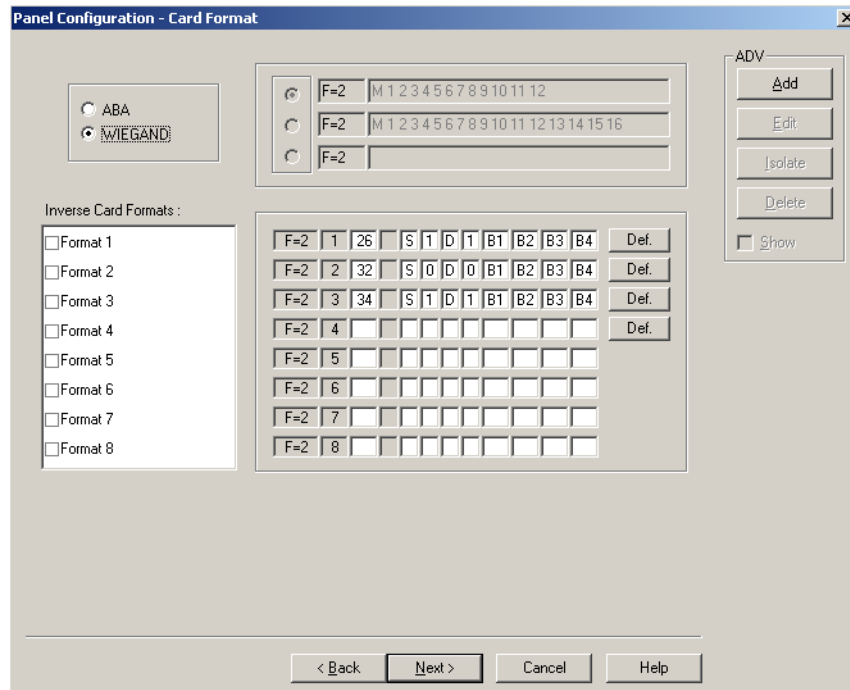 Panel Configuration - Card Format
ABA
WIEGAND
F=2 M 1 2 3 4 5 6 7 8 9 10 11 12
F=2 M 1 2 3 4 5 6 7 8 9 10 11 12 13 14 15 16
F=2
ADV
Add
Edit
Isolate
Delete
Show
Inverse Card Formats :
Format 1
Format 2
Format 3
Format 4
Format 5
Format 6
Format 7
Format 8
F=2 1 26 S 1 D 1 B1 B2 B3 B4 Def.
F=2 2 32 S 0 D 0 B1 B2 B3 B4 Def.
F=2 3 34 S 1 D 1 B1 B2 B3 B4 Def.
F=2 4 Def.
F=2 5
F=2 6
F=2 7
F=2 8
< Back Next > Cancel Help